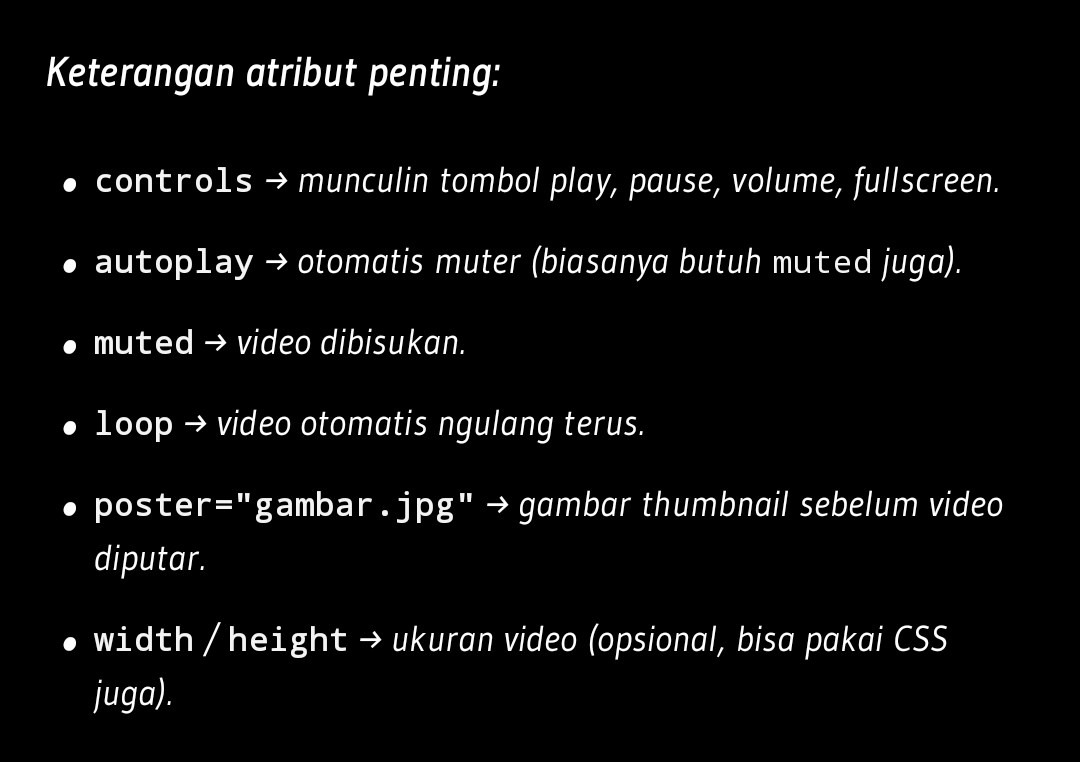 Keterangan atribut penting:
● controls → munculin tombol play, pause, volume, fullscreen.
● autoplay → otomatis muter (biasanya butuh muted juga).
● muted → video dibisukan.
● loop → video otomatis ngulang terus.
● poster="gambar.jpg" → gambar thumbnail sebelum video
diputar.
● width / height → ukuran video (opsional, bisa pakai CSS
juga).